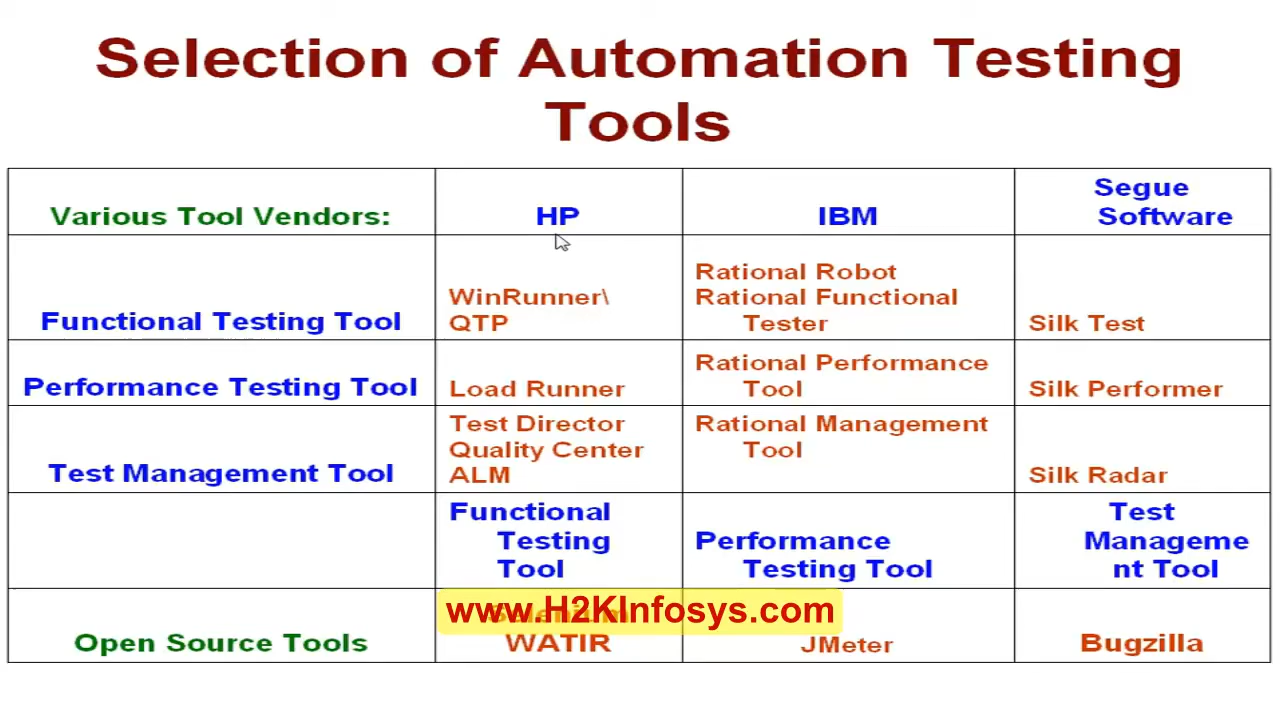 Selection of Automation Testing
Tools
Various Tool Vendors:
HP
IBM
Segue
Software
Functional Testing Tool
WinRunner\
QTP
Rational Robot
Rational Functional
Tester
Silk Test
Performance Testing Tool
Load Runner
Rational Performance
Tool
Silk Performer
Test Management Tool
Test Director
Quality Center
ALM
Rational Management
Tool
Silk Radar
Functional
Testing
Tool
Performance
Testing Tool
Test
Manageme
nt Tool
Open Source Tools
Selenium
WATIR
JMeter
Bugzilla
www.H2KInfosys.com